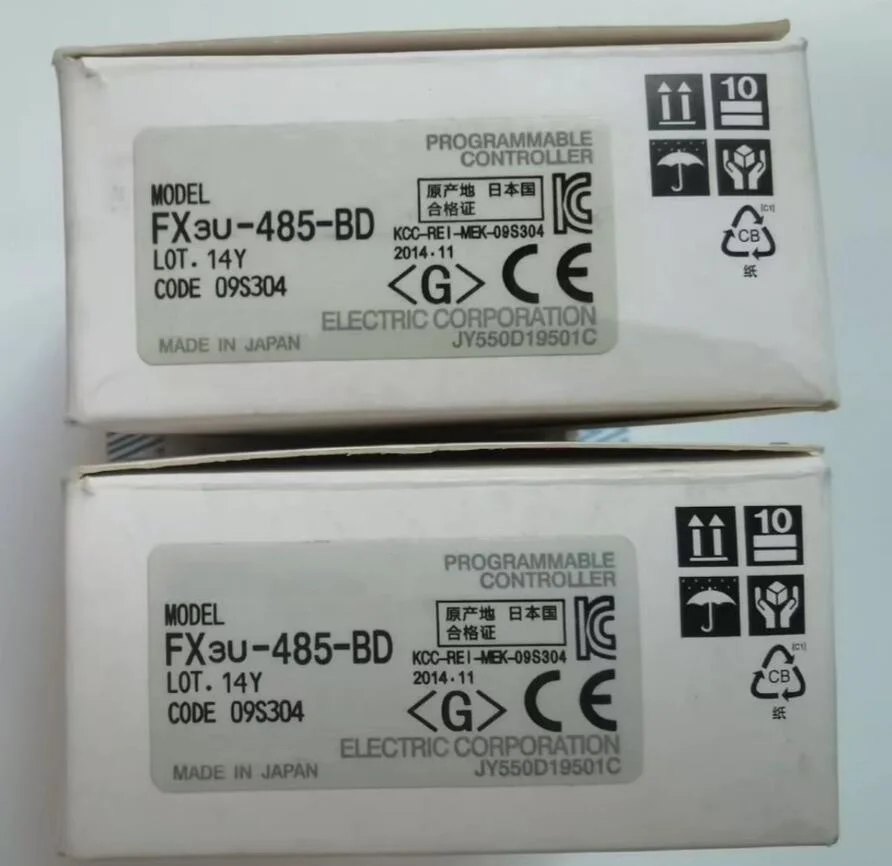 10
PROGRAMMABLE
CONTROLLER
MODEL
原产地 日本国
合格证
FX3U-485-BD
KCC-REI-MEK-09S304
LOT. 14Y
2014.11
CODE 09S304
<G> CE
ELECTRIC CORPORATION
MADE IN JAPAN
JY550D19501C
[C1]
CB
纸
10
PROGRAMMABLE
CONTROLLER
MODEL
原产地 日本国
合格证
FX3U-485-BD
KCC-REI-MEK-09S304
LOT. 14Y
2014.11
CODE 09S304
<G> CE
ELECTRIC CORPORATION
MADE IN JAPAN
JY550D19501C
[C1]
CB
纸